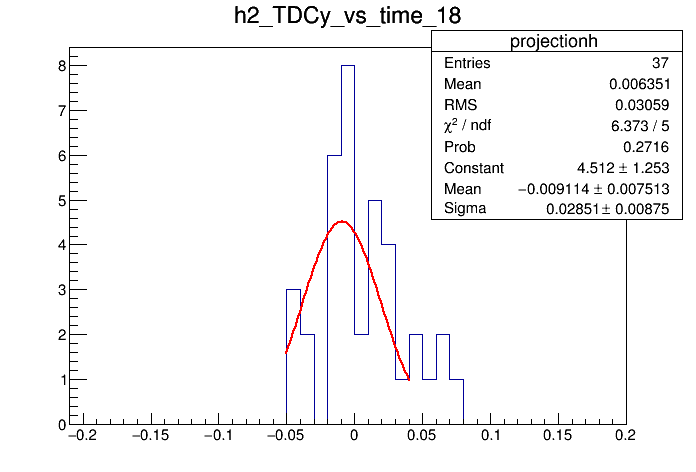 h2_TDCy_vs_time_18
projectionh
Entries 37
Mean 0.006351
RMS 0.03059
χ² / ndf 6.373 / 5
Prob 0.2716
Constant 4.512 ± 1.253
Mean −0.009114 ± 0.007513
Sigma 0.02851± 0.00875
8
7
6
5
4
3
2
1
0
−0.2 −0.15 −0.1 −0.05 0 0.05 0.1 0.15 0.2